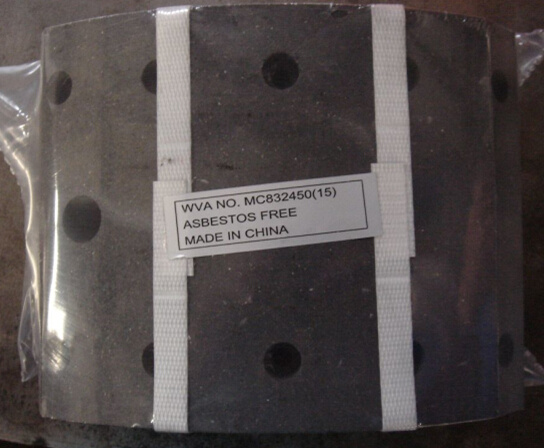 WVA NO. MC832450(15)
ASBESTOS FREE
MADE IN CHINA